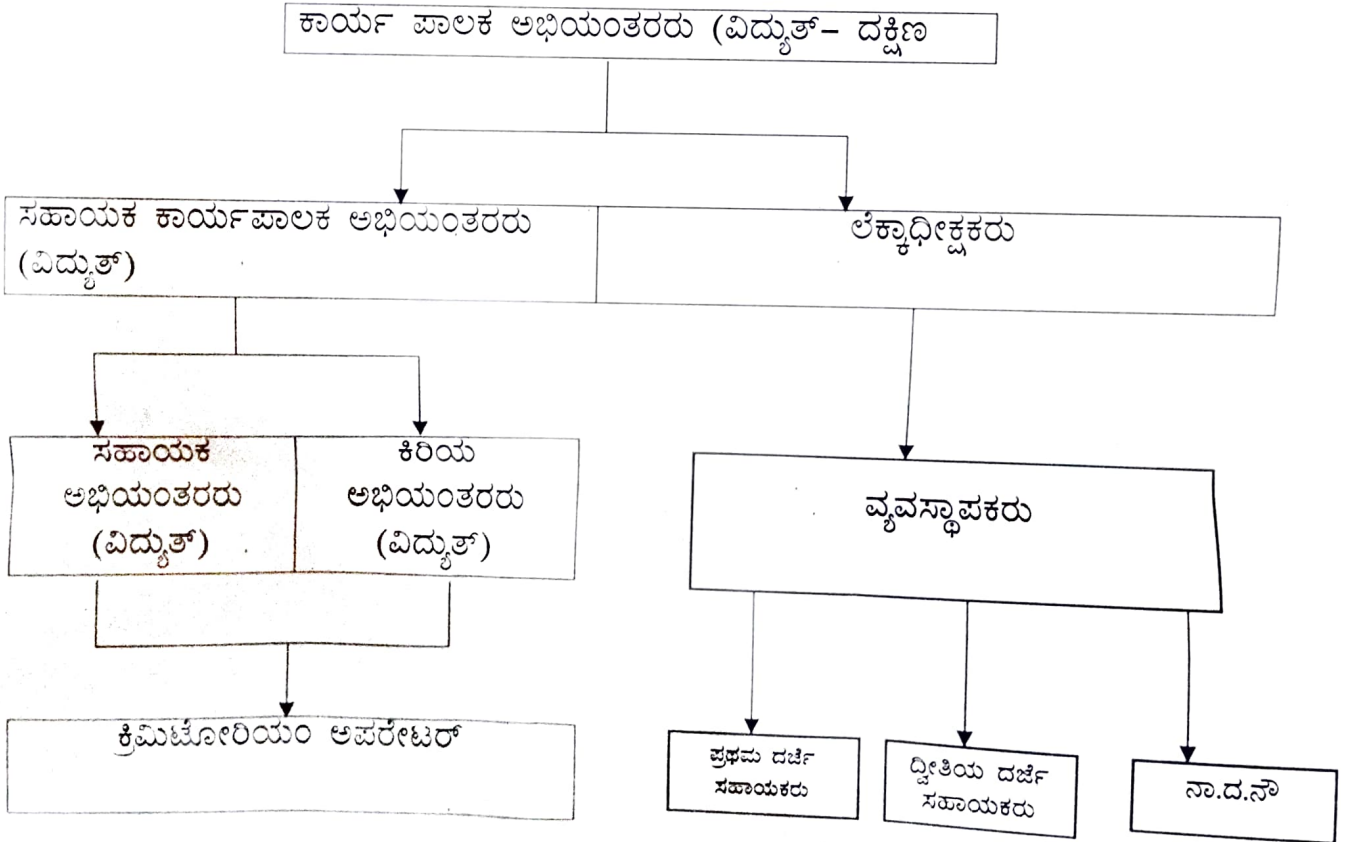 ಕಾರ್ಯ ಪಾಲಕ ಅಭಿಯಂತರರು (ವಿದ್ಯುತ್– ದಕ್ಷಿಣ
ಸಹಾಯಕ ಕಾರ್ಯಪಾಲಕ ಅಭಿಯಂತರರು
(ವಿದ್ಯುತ್)
ಲೆಕ್ಕಾಧೀಕ್ಷಕರು
ಸಹಾಯಕ
ಅಭಿಯಂತರರು
(ವಿದ್ಯುತ್)
ಕಿರಿಯ
ಅಭಿಯಂತರರು
(ವಿದ್ಯುತ್)
ವ್ಯವಸ್ಥಾಪಕರು
ಕ್ರಿಮಿಟೋರಿಯಂ ಅಪರೇಟರ್
ಪ್ರಥಮ ದರ್ಜೆ
ಸಹಾಯಕರು
ದ್ವೀತಿಯ ದರ್ಜೆ
ಸಹಾಯಕರು
ನಾ.ದ.ನೌ